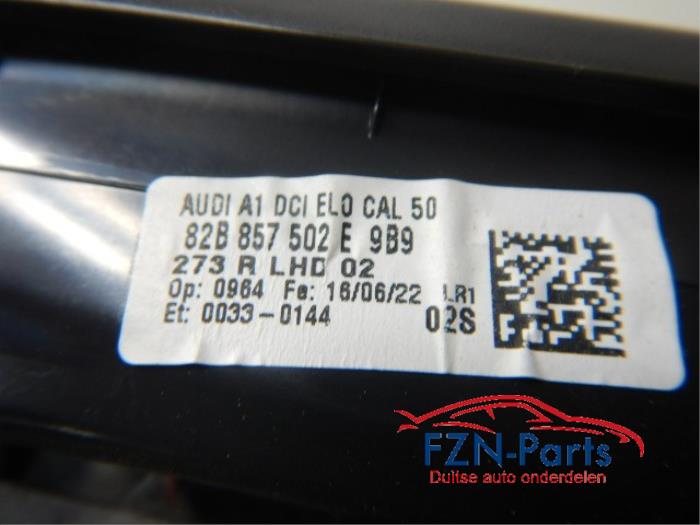 AUDI A1 DCI ELO CAL 50
82B 857 502 E 9B9
273 R LHD 02
Op: 0964 Fe: 16/06/22 LR1
Et: 0033-0144 02S
FZN-Parts
Duitse auto onderdelen